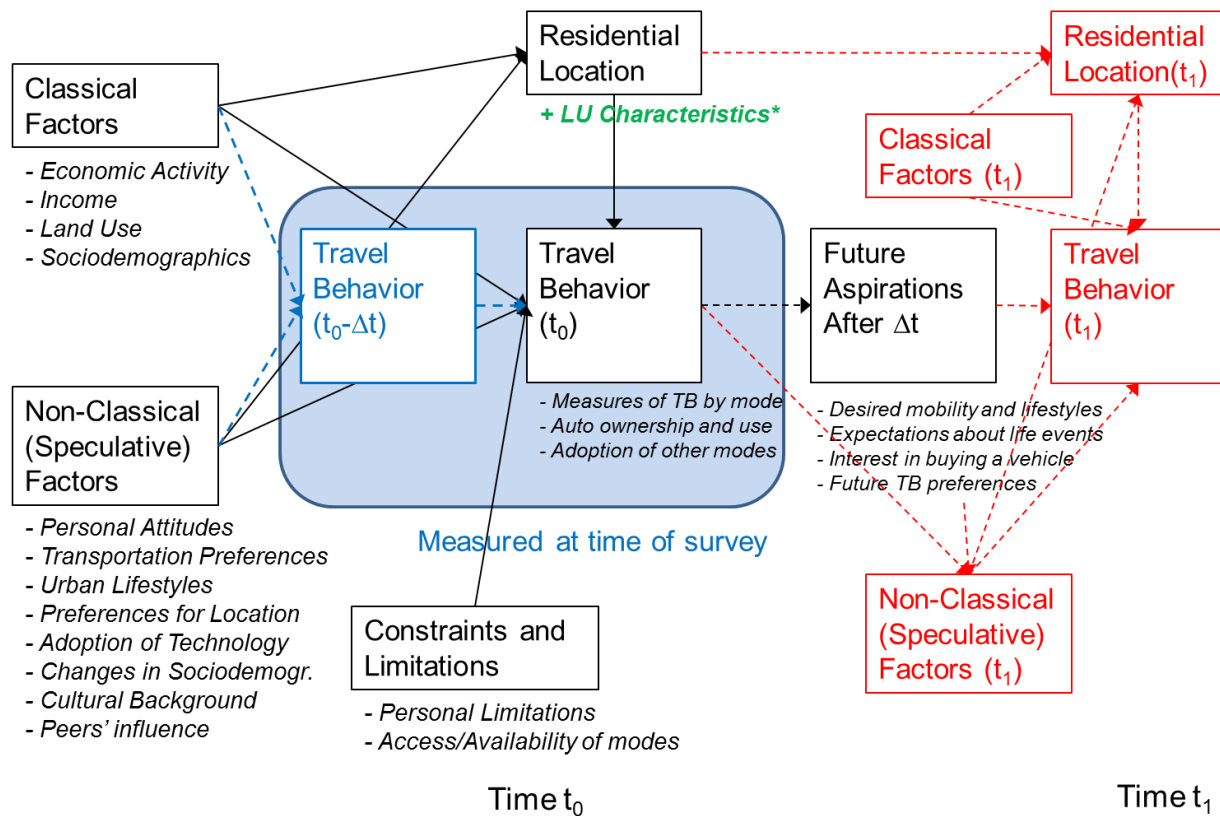 Residential
Location
+ LU Characteristics*
Residential
Location(t₁)
Classical
Factors
- Economic Activity
- Income
- Land Use
- Sociodemographics
Classical
Factors (t₁)
Travel
Behavior
(t₀-Δt)
Travel
Behavior
(t₀)
Future
Aspirations
After Δt
Travel
Behavior
(t₁)
- Measures of TB by mode
- Auto ownership and use
- Adoption of other modes
- Desired mobility and lifestyles
- Expectations about life events
- Interest in buying a vehicle
- Future TB preferences
Non-Classical
(Speculative)
Factors
- Personal Attitudes
- Transportation Preferences
- Urban Lifestyles
- Preferences for Location
- Adoption of Technology
- Changes in Sociodemogr.
- Cultural Background
- Peers’ influence
Measured at time of survey
Constraints and
Limitations
- Personal Limitations
- Access/Availability of modes
Non-Classical
(Speculative)
Factors (t₁)
Time t₀
Time t₁